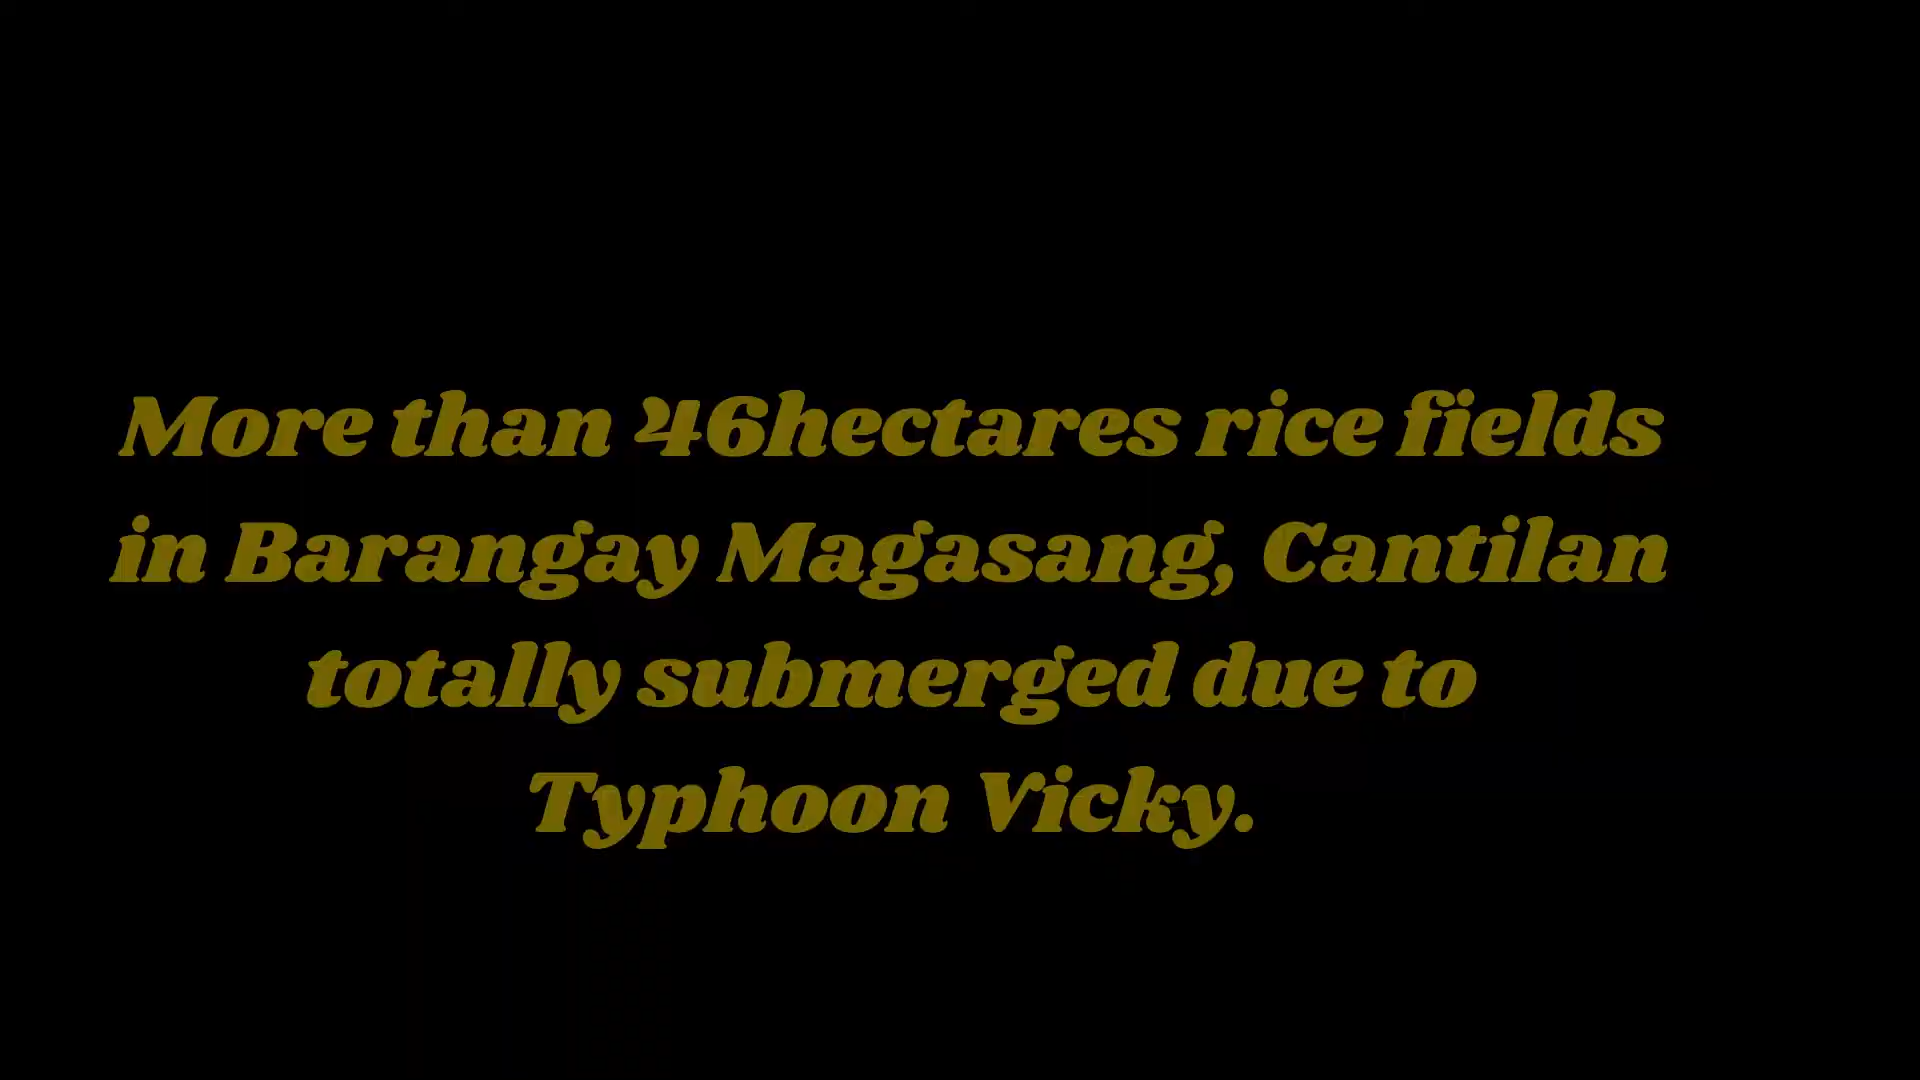 More than 46hectares rice fields
in Barangay Magasang, Cantilan
totally submerged due to
Typhoon Vicky.